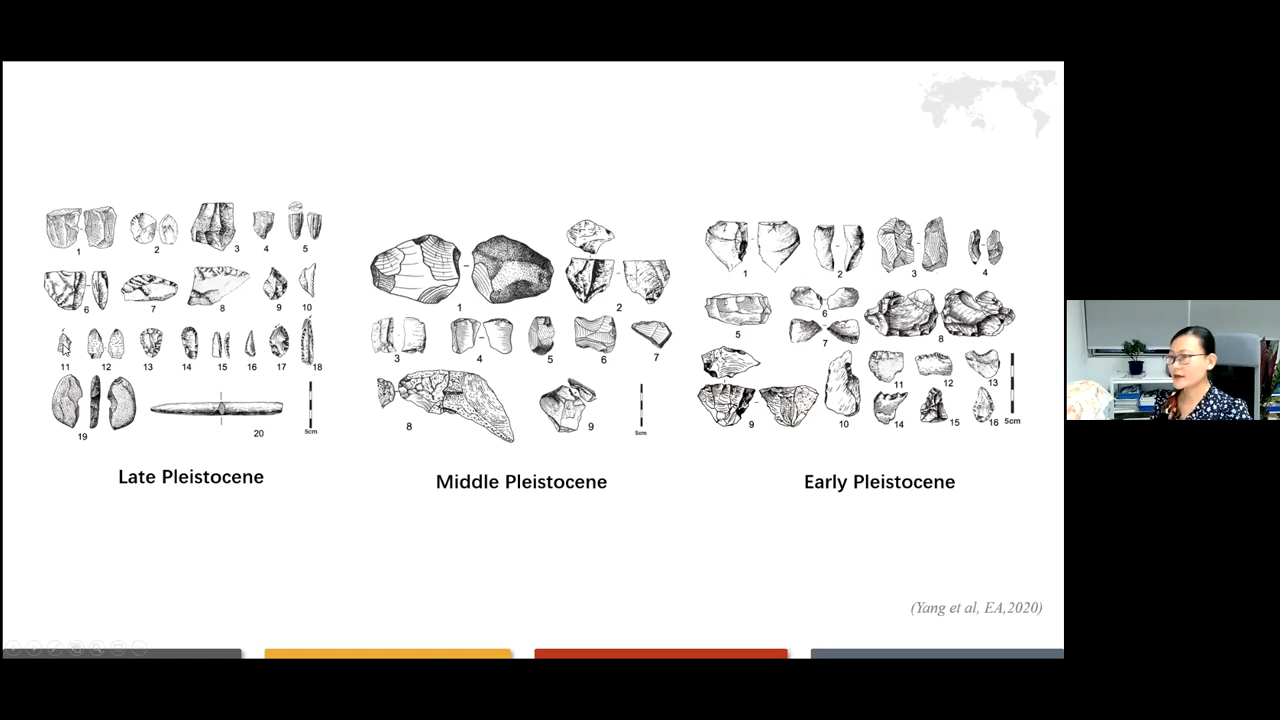 1 2 3 4 5
6 7 8 9 10
11 12 13 14 15 16 17 18
19 20 5cm
Late Pleistocene
1 2
3 4 5 6 7
8 9 5cm
Middle Pleistocene
1 2 3 4
5 6 7 8
9 10 11 12 13 14 15 16 5cm
Early Pleistocene
(Yang et al, EA,2020)